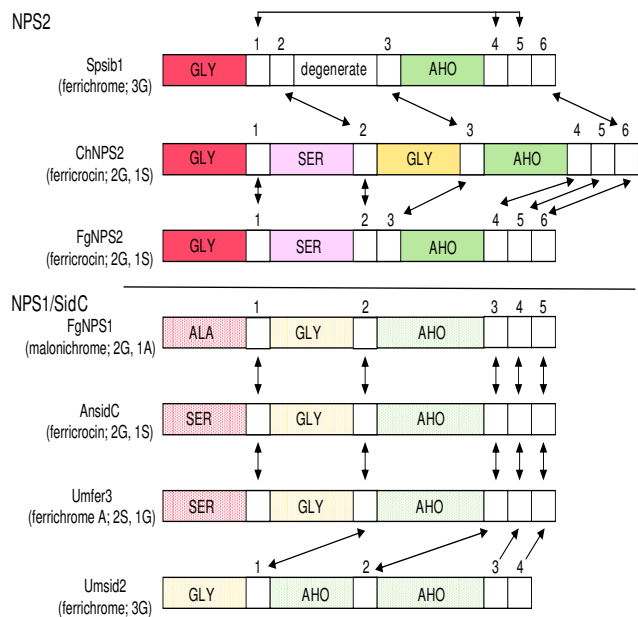 NPS2
1 2 3 4 5 6
Spsib1
(ferrichrome; 3G)
GLY degenerate AHO
1 2 3 4 5 6
ChNPS2
(ferricrocin; 2G, 1S)
GLY SER GLY AHO
1 2 3 4 5 6
FgNPS2
(ferricrocin; 2G, 1S)
GLY SER AHO
NPS1/SidC
1 2 3 4 5
FgNPS1
(malonichrome; 2G, 1A)
ALA GLY AHO
AnsidC
(ferricrocin; 2G, 1S)
SER GLY AHO
Umfer3
(ferrichrome A; 2S, 1G)
SER GLY AHO
1 2 3 4
Umsid2
(ferrichrome; 3G)
GLY AHO AHO